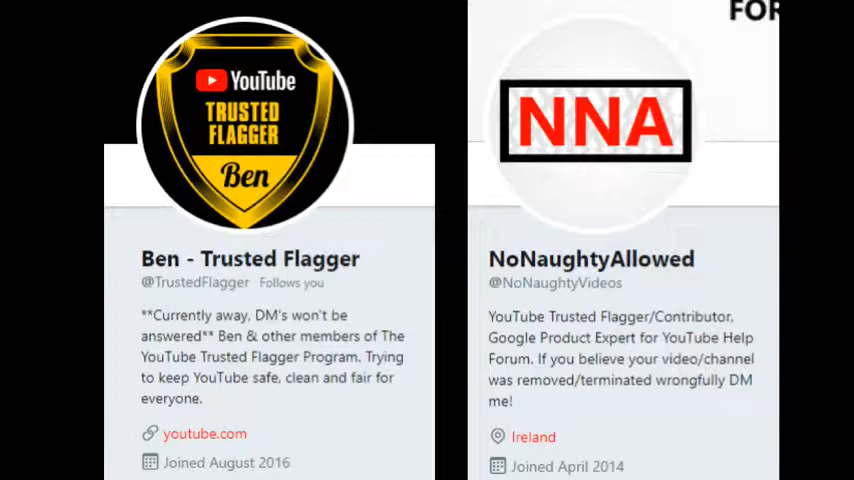 YouTube
TRUSTED
FLAGGER
Ben
Ben - Trusted Flagger
@TrustedFlagger Follows you
**Currently away, DM's won't be
answered** Ben & other members of The
YouTube Trusted Flagger Program. Trying
to keep YouTube safe, clean and fair for
everyone.
youtube.com
Joined August 2016
FOR
NNA
NoNaughtyAllowed
@NoNaughtyVideos
YouTube Trusted Flagger/Contributor,
Google Product Expert for YouTube Help
Forum. If you believe your video/channel
was removed/terminated wrongfully DM
me!
Ireland
Joined April 2014